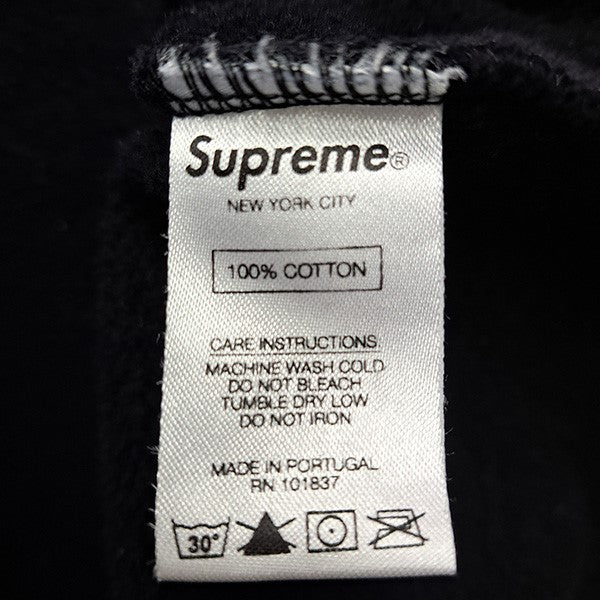 Supreme®
NEW YORK CITY
100% COTTON
CARE INSTRUCTIONS:
MACHINE WASH COLD
DO NOT BLEACH
TUMBLE DRY LOW
DO NOT IRON
MADE IN PORTUGAL
RN 101837
30°